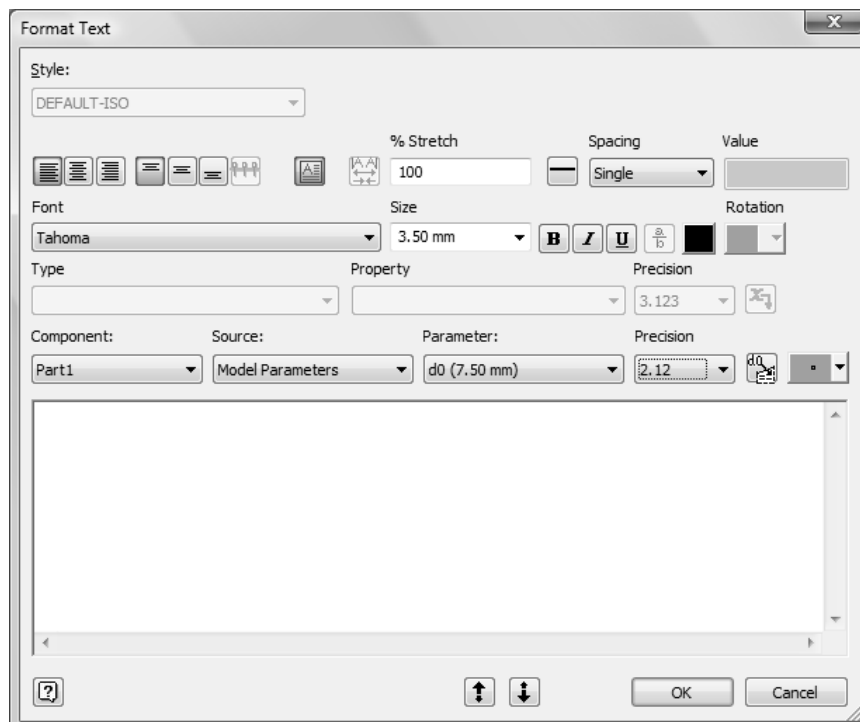 Format Text
X
Style:
DEFAULT-ISO
% Stretch Spacing Value
A A.A 100 Single
Font Size Rotation
Tahoma 3.50 mm B I U a/b
Type Property Precision
3.123 x
Component: Source: Parameter: Precision
Part1 Model Parameters d0 (7.50 mm) 2.12 d0
? OK Cancel